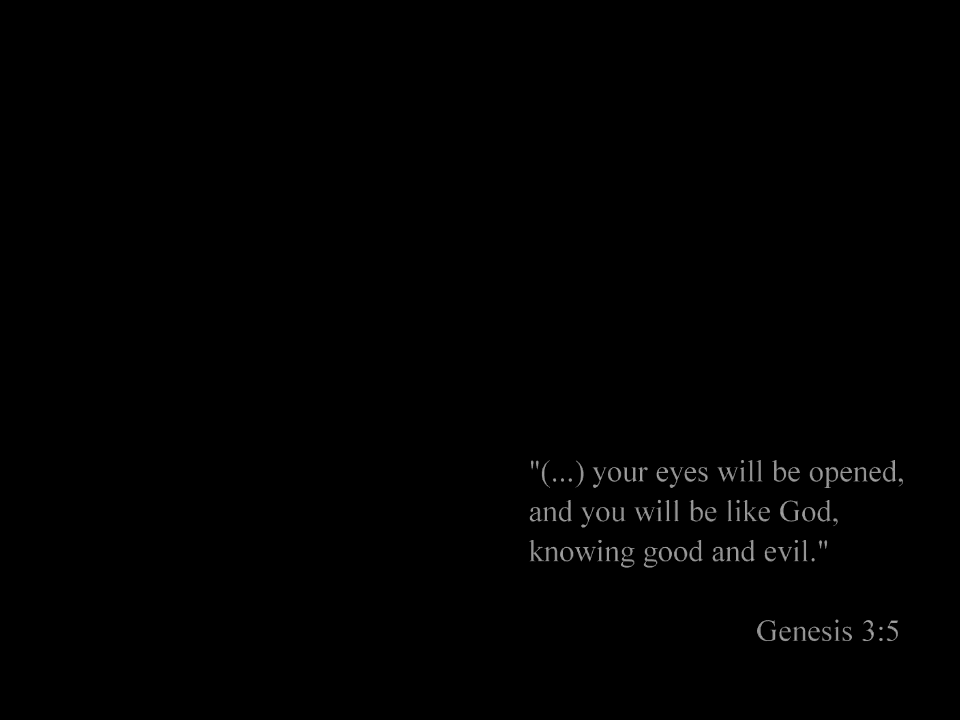 "(...) your eyes will be opened,
and you will be like God,
knowing good and evil."
Genesis 3:5